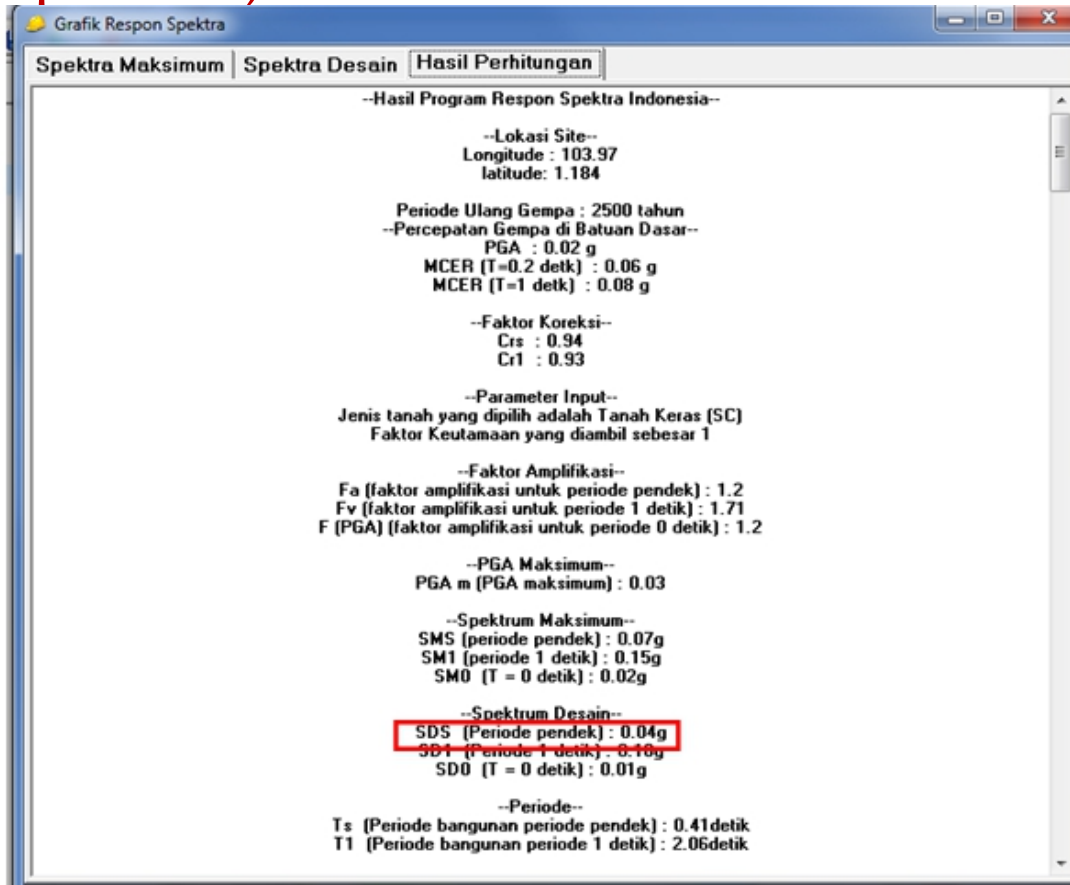 Grafik Respon Spektra
Spektra Maksimum Spektra Desain Hasil Perhitungan
--Hasil Program Respon Spektra Indonesia--
--Lokasi Site--
Longitude : 103.97
latitude: 1.184
Periode Ulang Gempa : 2500 tahun
--Percepatan Gempa di Batuan Dasar--
PGA : 0.02 g
MCER (T=0.2 detk) : 0.06 g
MCER (T=1 detk) : 0.08 g
--Faktor Koreksi--
Crs : 0.94
Cr1 : 0.93
--Parameter Input--
Jenis tanah yang dipilih adalah Tanah Keras (SC)
Faktor Keutamaan yang diambil sebesar 1
--Faktor Amplifikasi--
Fa (faktor amplifikasi untuk periode pendek) : 1.2
Fv (faktor amplifikasi untuk periode 1 detik) : 1.71
F (PGA) (faktor amplifikasi untuk periode 0 detik) : 1.2
--PGA Maksimum--
PGA m (PGA maksimum) : 0.03
--Spektrum Maksimum--
SMS (periode pendek) : 0.07g
SM1 (periode 1 detik) : 0.15g
SM0 (T = 0 detik) : 0.02g
--Spektrum Desain--
SDS (Periode pendek) : 0.04g
SD1 (Periode 1 detik) : 0.10g
SD0 (T = 0 detik) : 0.01g
--Periode--
Ts (Periode bangunan periode pendek) : 0.41detik
T1 (Periode bangunan periode 1 detik) : 2.06detik